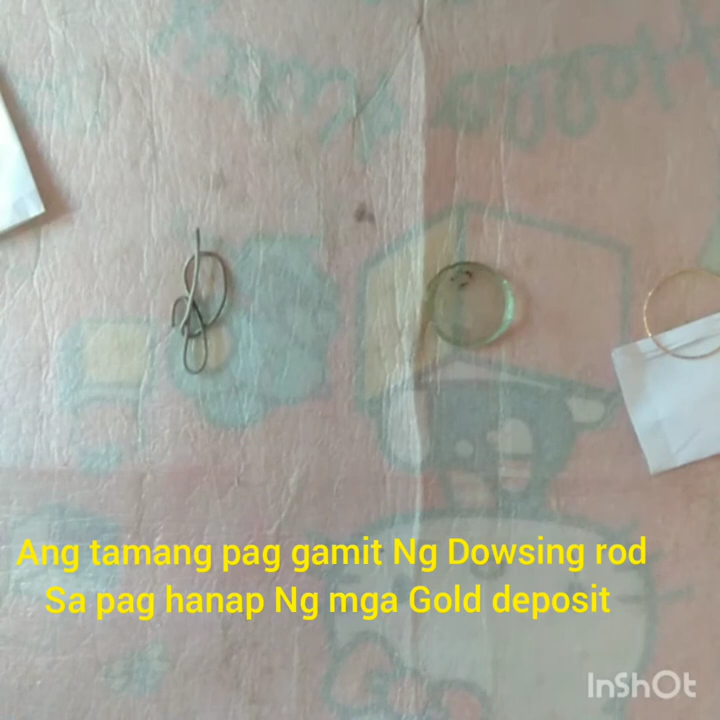 Ang tamang pag gamit Ng Dowsing rod
Sa pag hanap Ng mga Gold deposit
InShOt